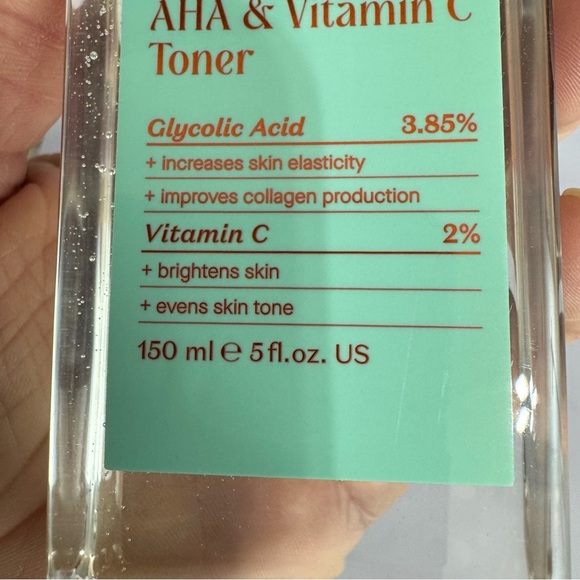 AHA & Vitamin C
Toner
Glycolic Acid 3.85%
+ increases skin elasticity
+ improves collagen production
Vitamin C 2%
+ brightens skin
+ evens skin tone
150 ml ℮ 5 fl.oz. US